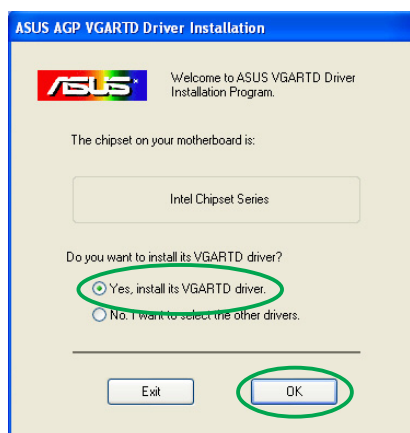 ASUS AGP VGARTD Driver Installation
ASUS
Welcome to ASUS VGARTD Driver
Installation Program.
The chipset on your motherboard is:
Intel Chipset Series
Do you want to install its VGARTD driver?
Yes, install its VGARTD driver.
No. I want to select the other drivers.
Exit
OK